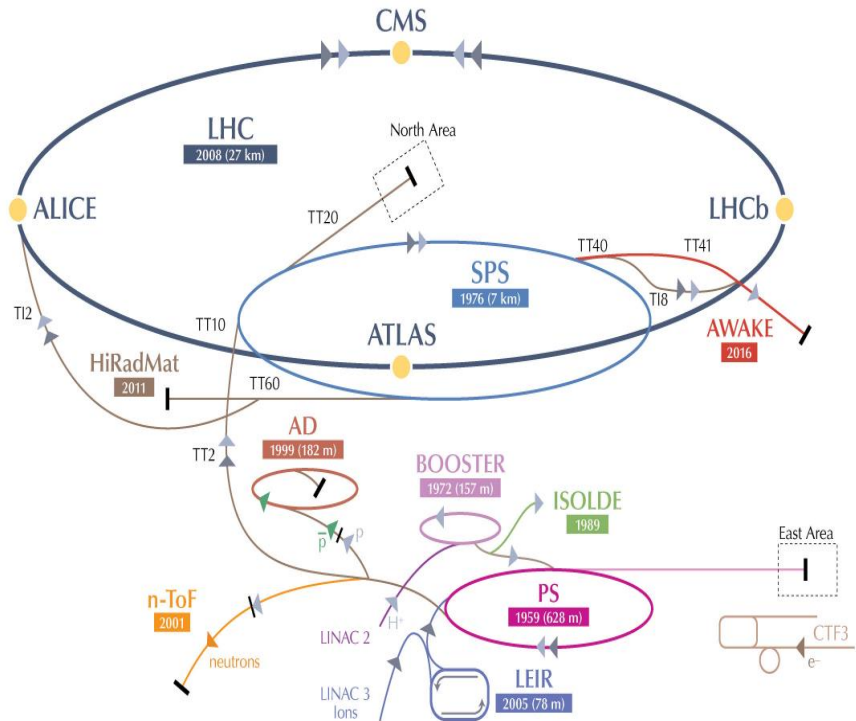 CMS
LHC
2008 (27 km)
North Area
TT20
ALICE
LHCb
TT40
TT41
SPS
1976 (7 km)
TI8
TI2
TT10
ATLAS
AWAKE
2016
HiRadMat
2011
TT60
AD
1999 (182 m)
TT2
BOOSTER
1972 (157 m)
ISOLDE
1989
p̅
p
East Area
n-ToF
2001
PS
1959 (628 m)
H⁺
LINAC 2
neutrons
CTF3
e⁻
LEIR
2005 (78 m)
LINAC 3
Ions